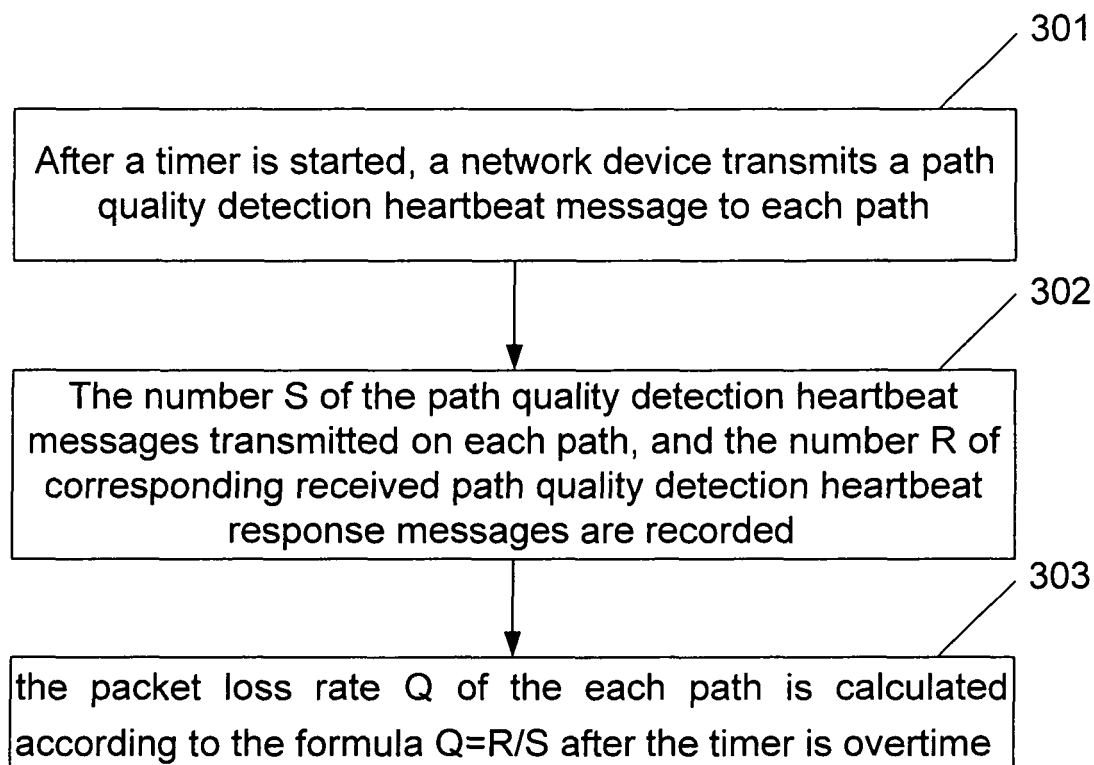 301
After a timer is started, a network device transmits a path
quality detection heartbeat message to each path
302
The number S of the path quality detection heartbeat
messages transmitted on each path, and the number R of
corresponding received path quality detection heartbeat
response messages are recorded
303
the packet loss rate Q of the each path is calculated
according to the formula Q=R/S after the timer is overtime